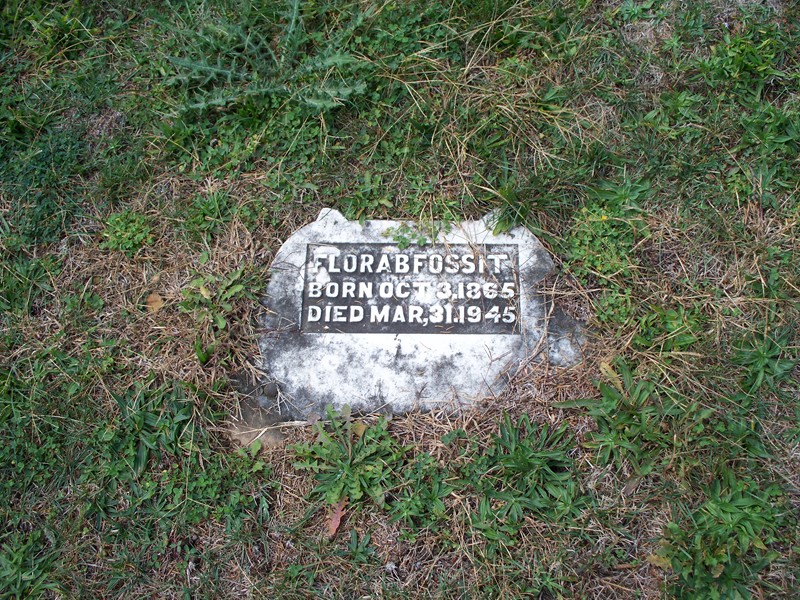 FLORA B FOSSIT
BORN OCT 3, 1865
DIED MAR, 31. 1945